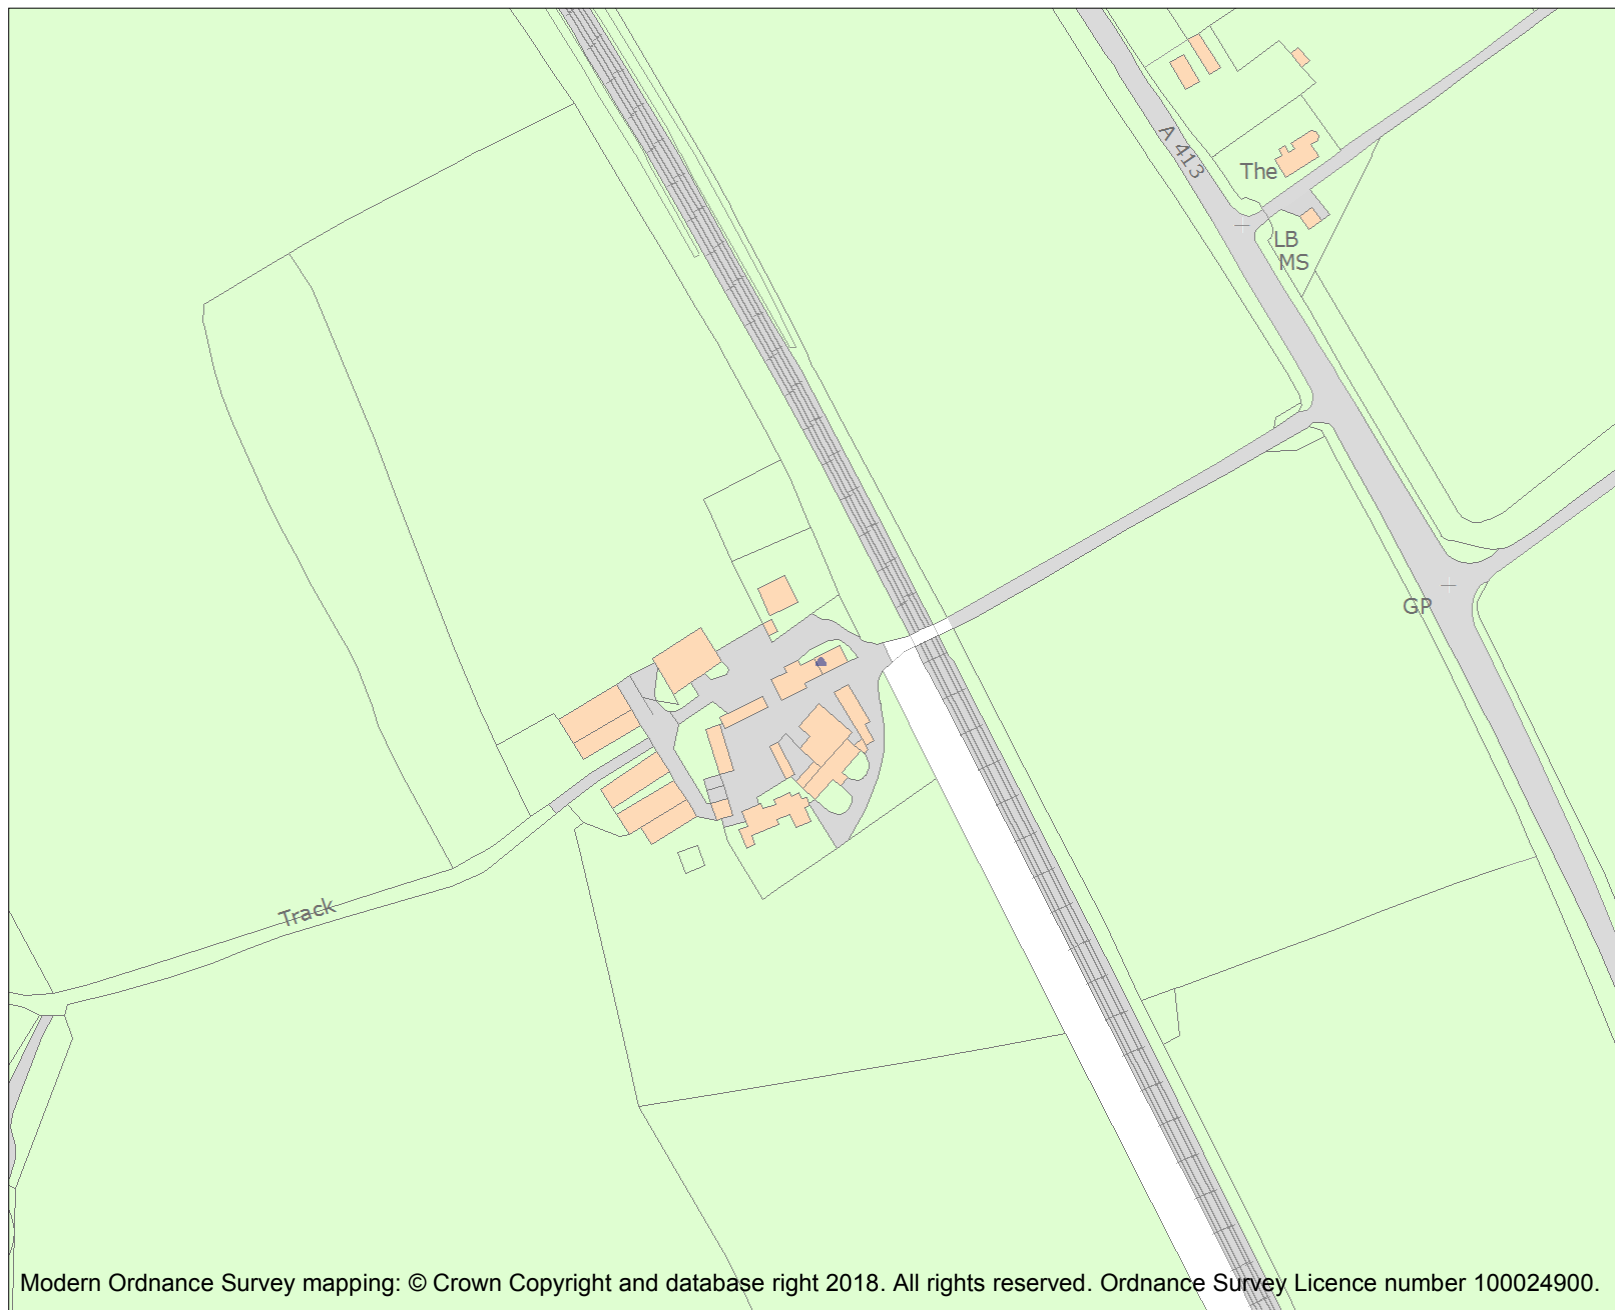 A 413
The
LB
MS
GP
Track
Modern Ordnance Survey mapping: © Crown Copyright and database right 2018. All rights reserved. Ordnance Survey Licence number 100024900.